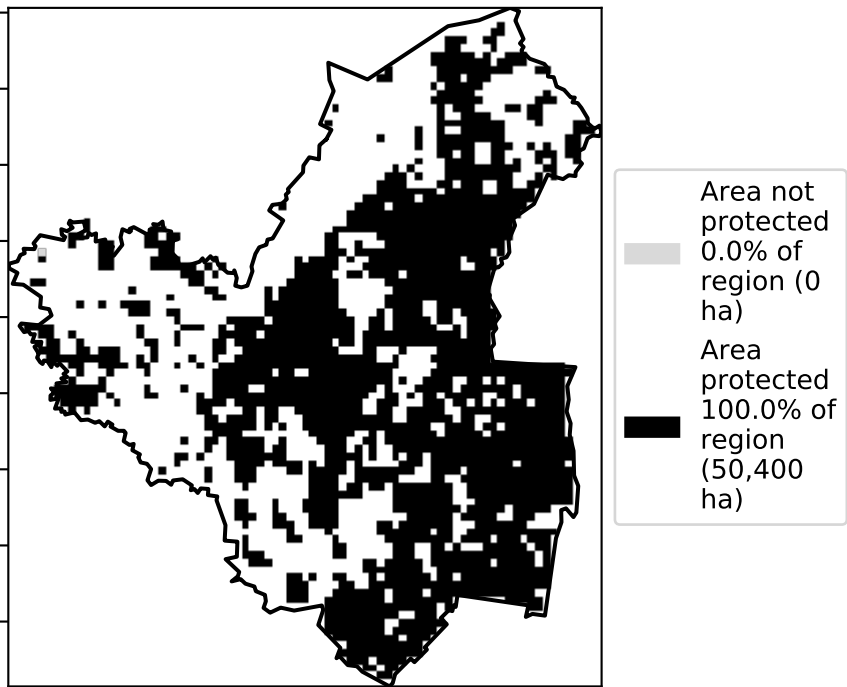 Area not
protected
0.0% of
region (0
ha)
Area
protected
100.0% of
region
(50,400
ha)